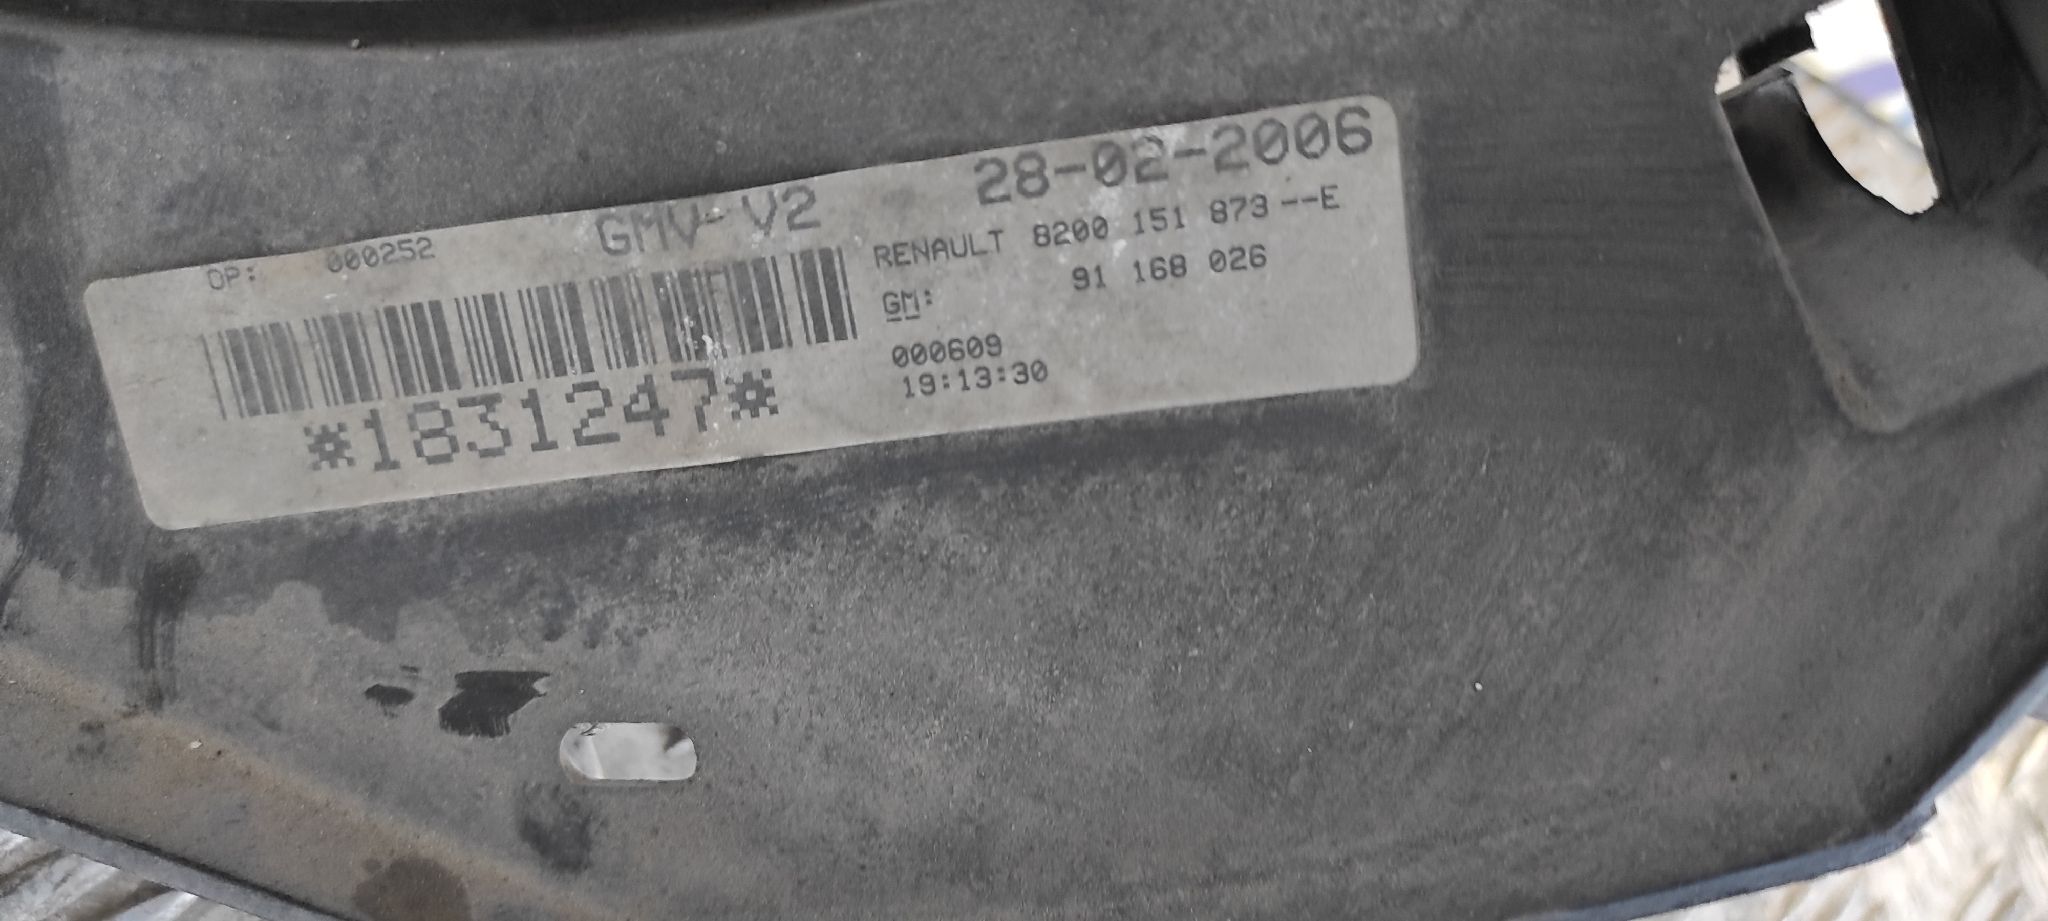 28-02-2006
GMV-V2
OP: 000252
RENAULT 8200 151 873--E
GM: 91 168 026
000609
19:13:30
*1831247*